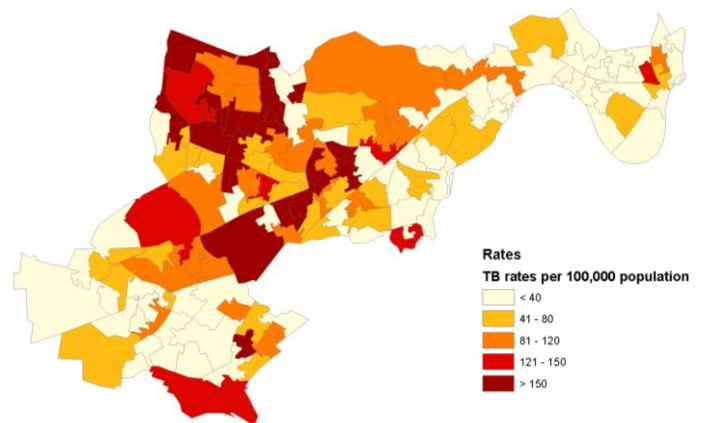 Rates
TB rates per 100,000 population
< 40
41 - 80
81 - 120
121 - 150
> 150